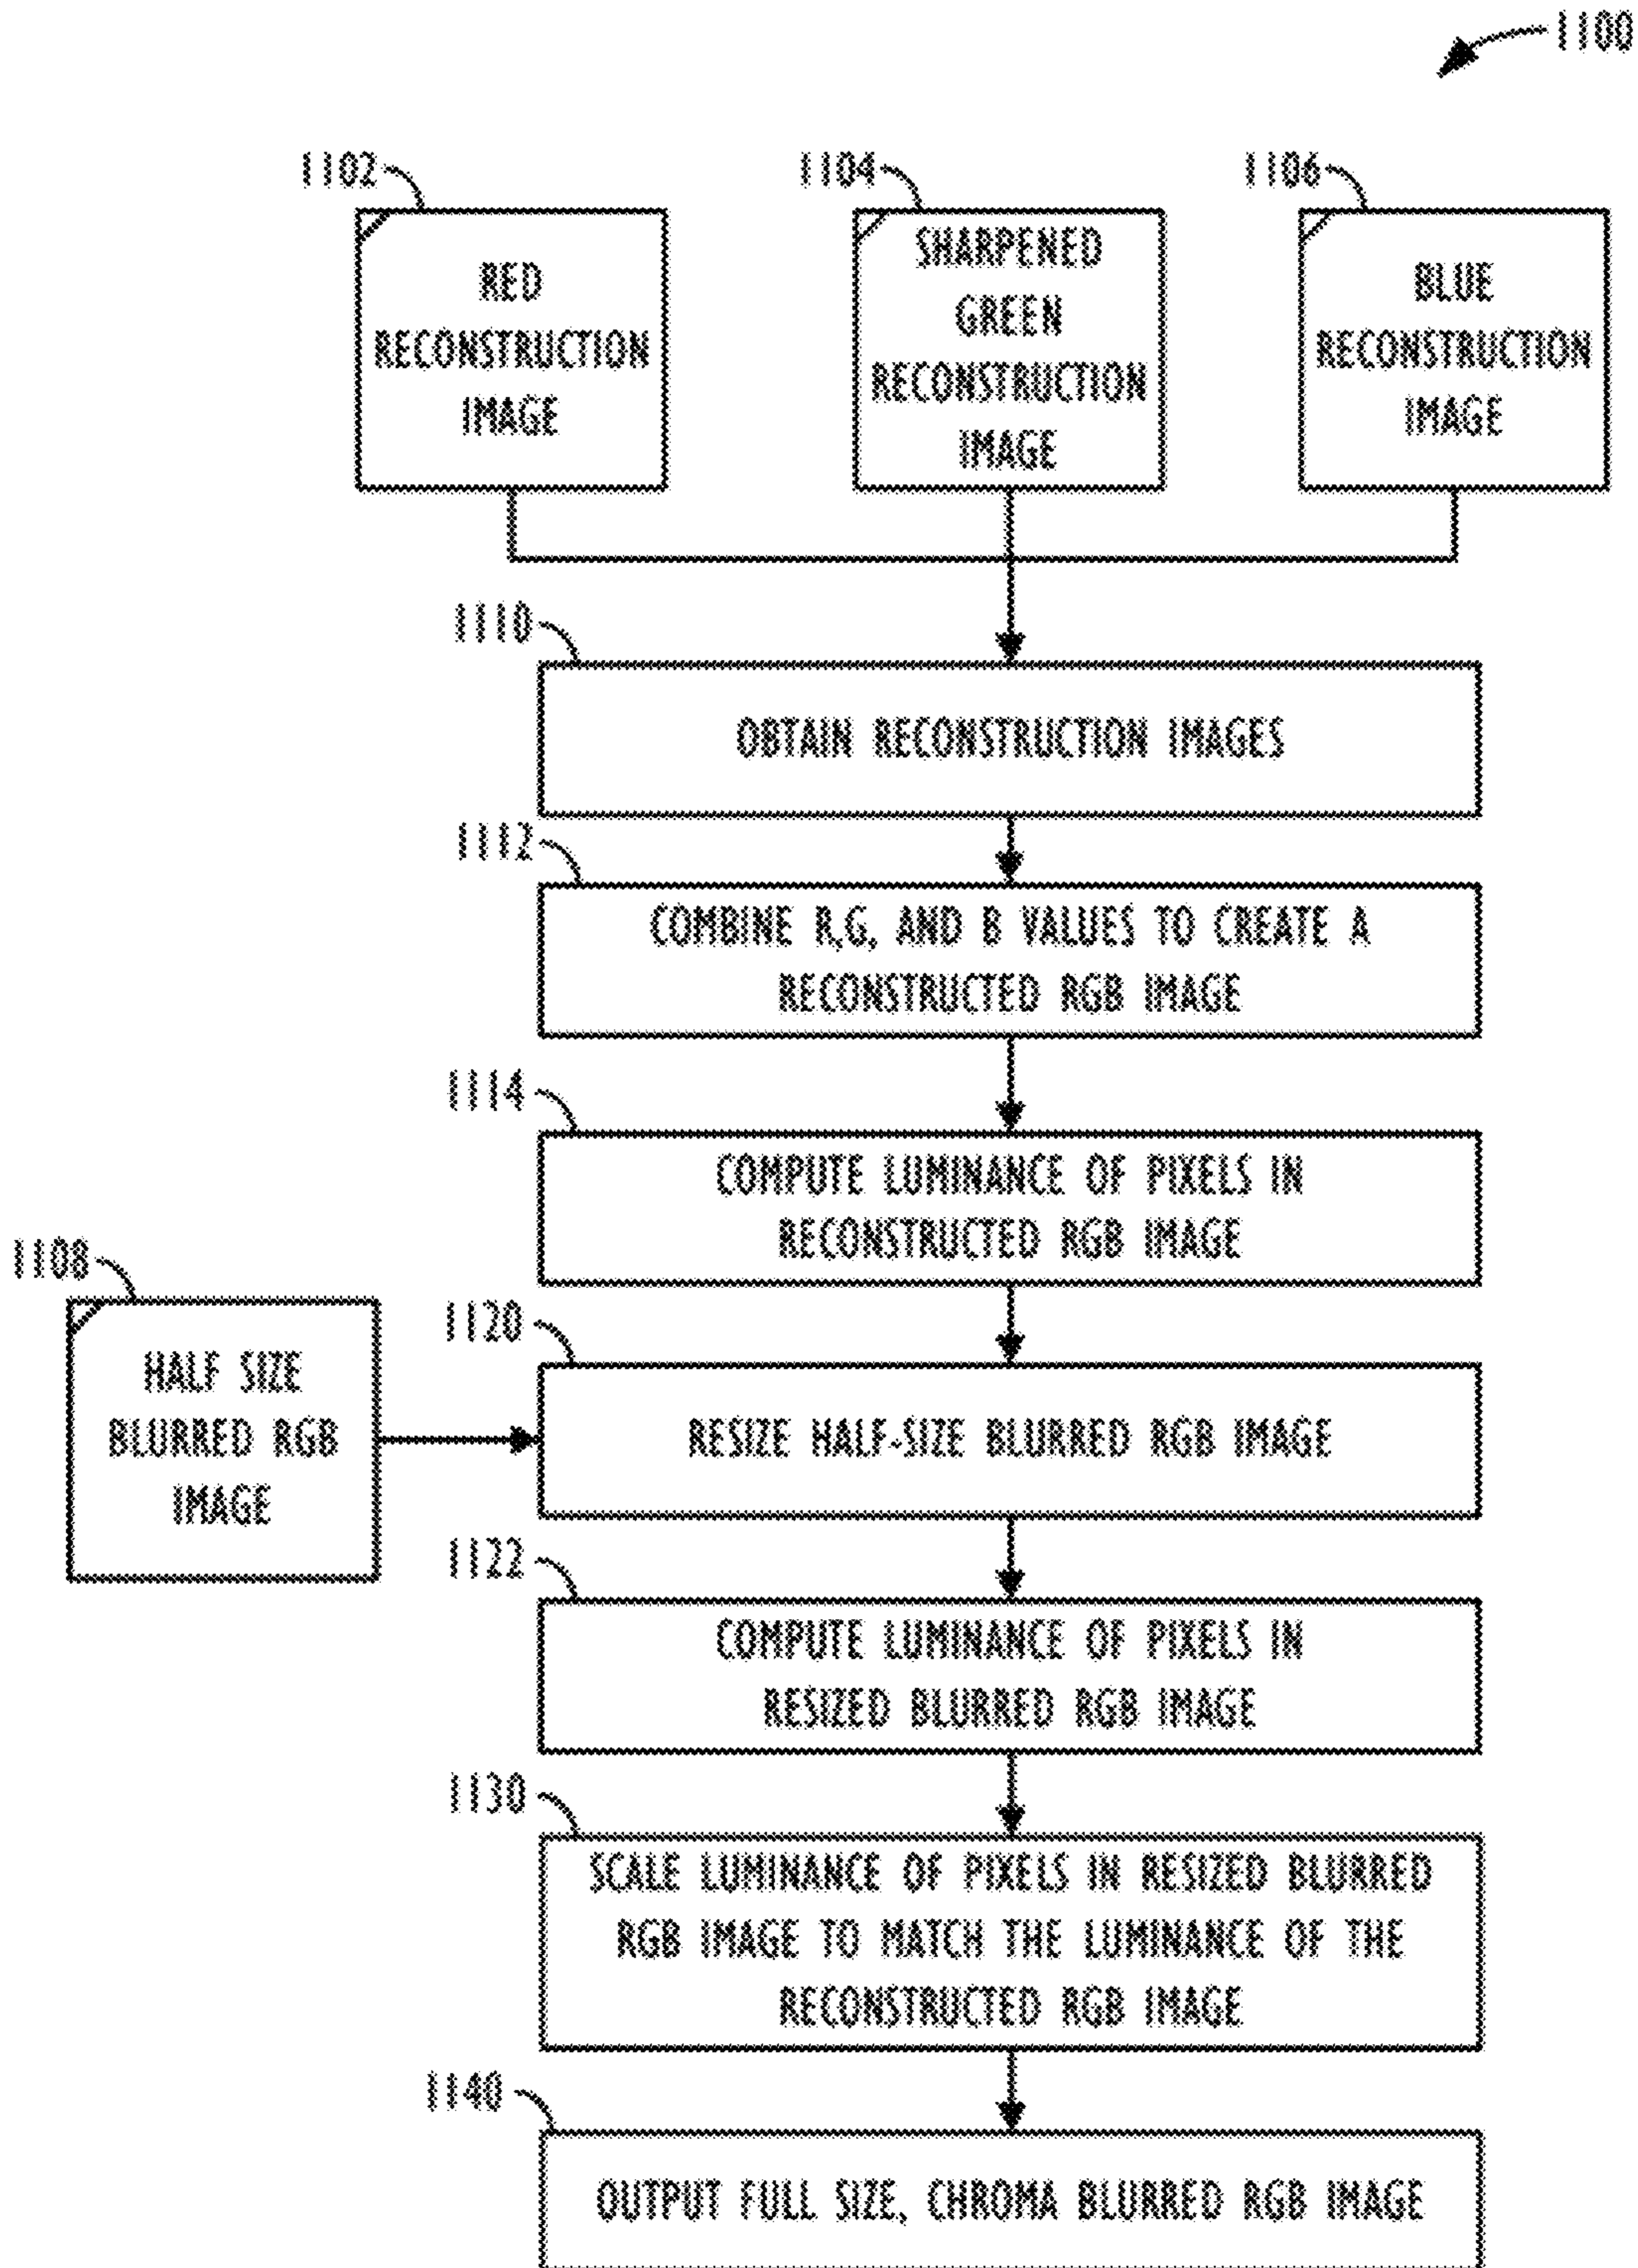 1100
1102
1104
1106
RED
RECONSTRUCTION
IMAGE
SHARPENED
GREEN
RECONSTRUCTION
IMAGE
BLUE
RECONSTRUCTION
IMAGE
1110
OBTAIN RECONSTRUCTION IMAGES
1112
COMBINE R,G, AND B VALUES TO CREATE A
RECONSTRUCTED RGB IMAGE
1114
COMPUTE LUMINANCE OF PIXELS IN
RECONSTRUCTED RGB IMAGE
1108
HALF SIZE
BLURRED RGB
IMAGE
1120
RESIZE HALF-SIZE BLURRED RGB IMAGE
1122
COMPUTE LUMINANCE OF PIXELS IN
RESIZED BLURRED RGB IMAGE
1130
SCALE LUMINANCE OF PIXELS IN RESIZED BLURRED
RGB IMAGE TO MATCH THE LUMINANCE OF THE
RECONSTRUCTED RGB IMAGE
1140
OUTPUT FULL SIZE, CHROMA BLURRED RGB IMAGE